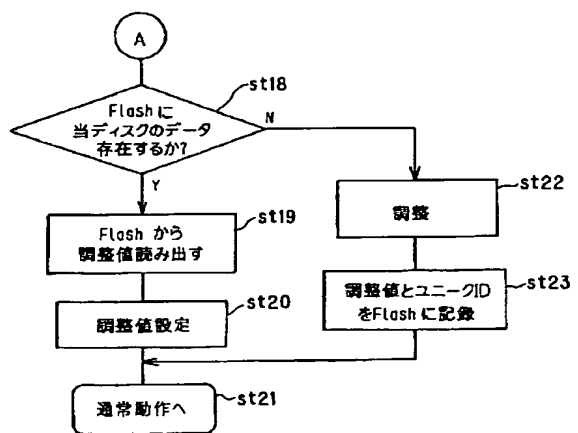 A
st18
Flashに
当ディスクのデータ
存在するか?
N
Y
st19
Flash から
調整値読み出す
st20
調整値設定
st22
調整
st23
調整値とユニークID
をFlashに記録
通常動作へ
st21